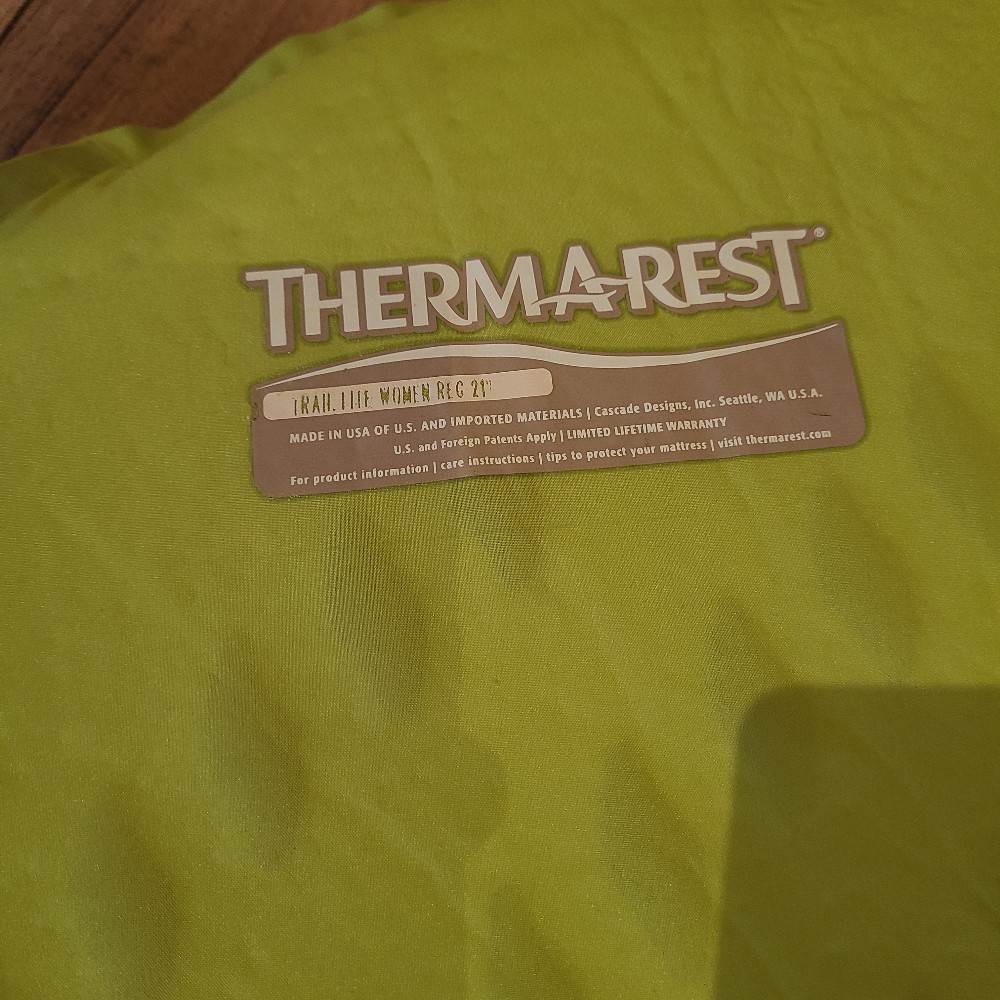 THERMAREST®
TRAIL LITE WOMEN REG 21"
MADE IN USA OF U.S. AND IMPORTED MATERIALS | Cascade Designs, Inc. Seattle, WA U.S.A.
U.S. and Foreign Patents Apply | LIMITED LIFETIME WARRANTY
For product information | care instructions | tips to protect your mattress | visit thermarest.com